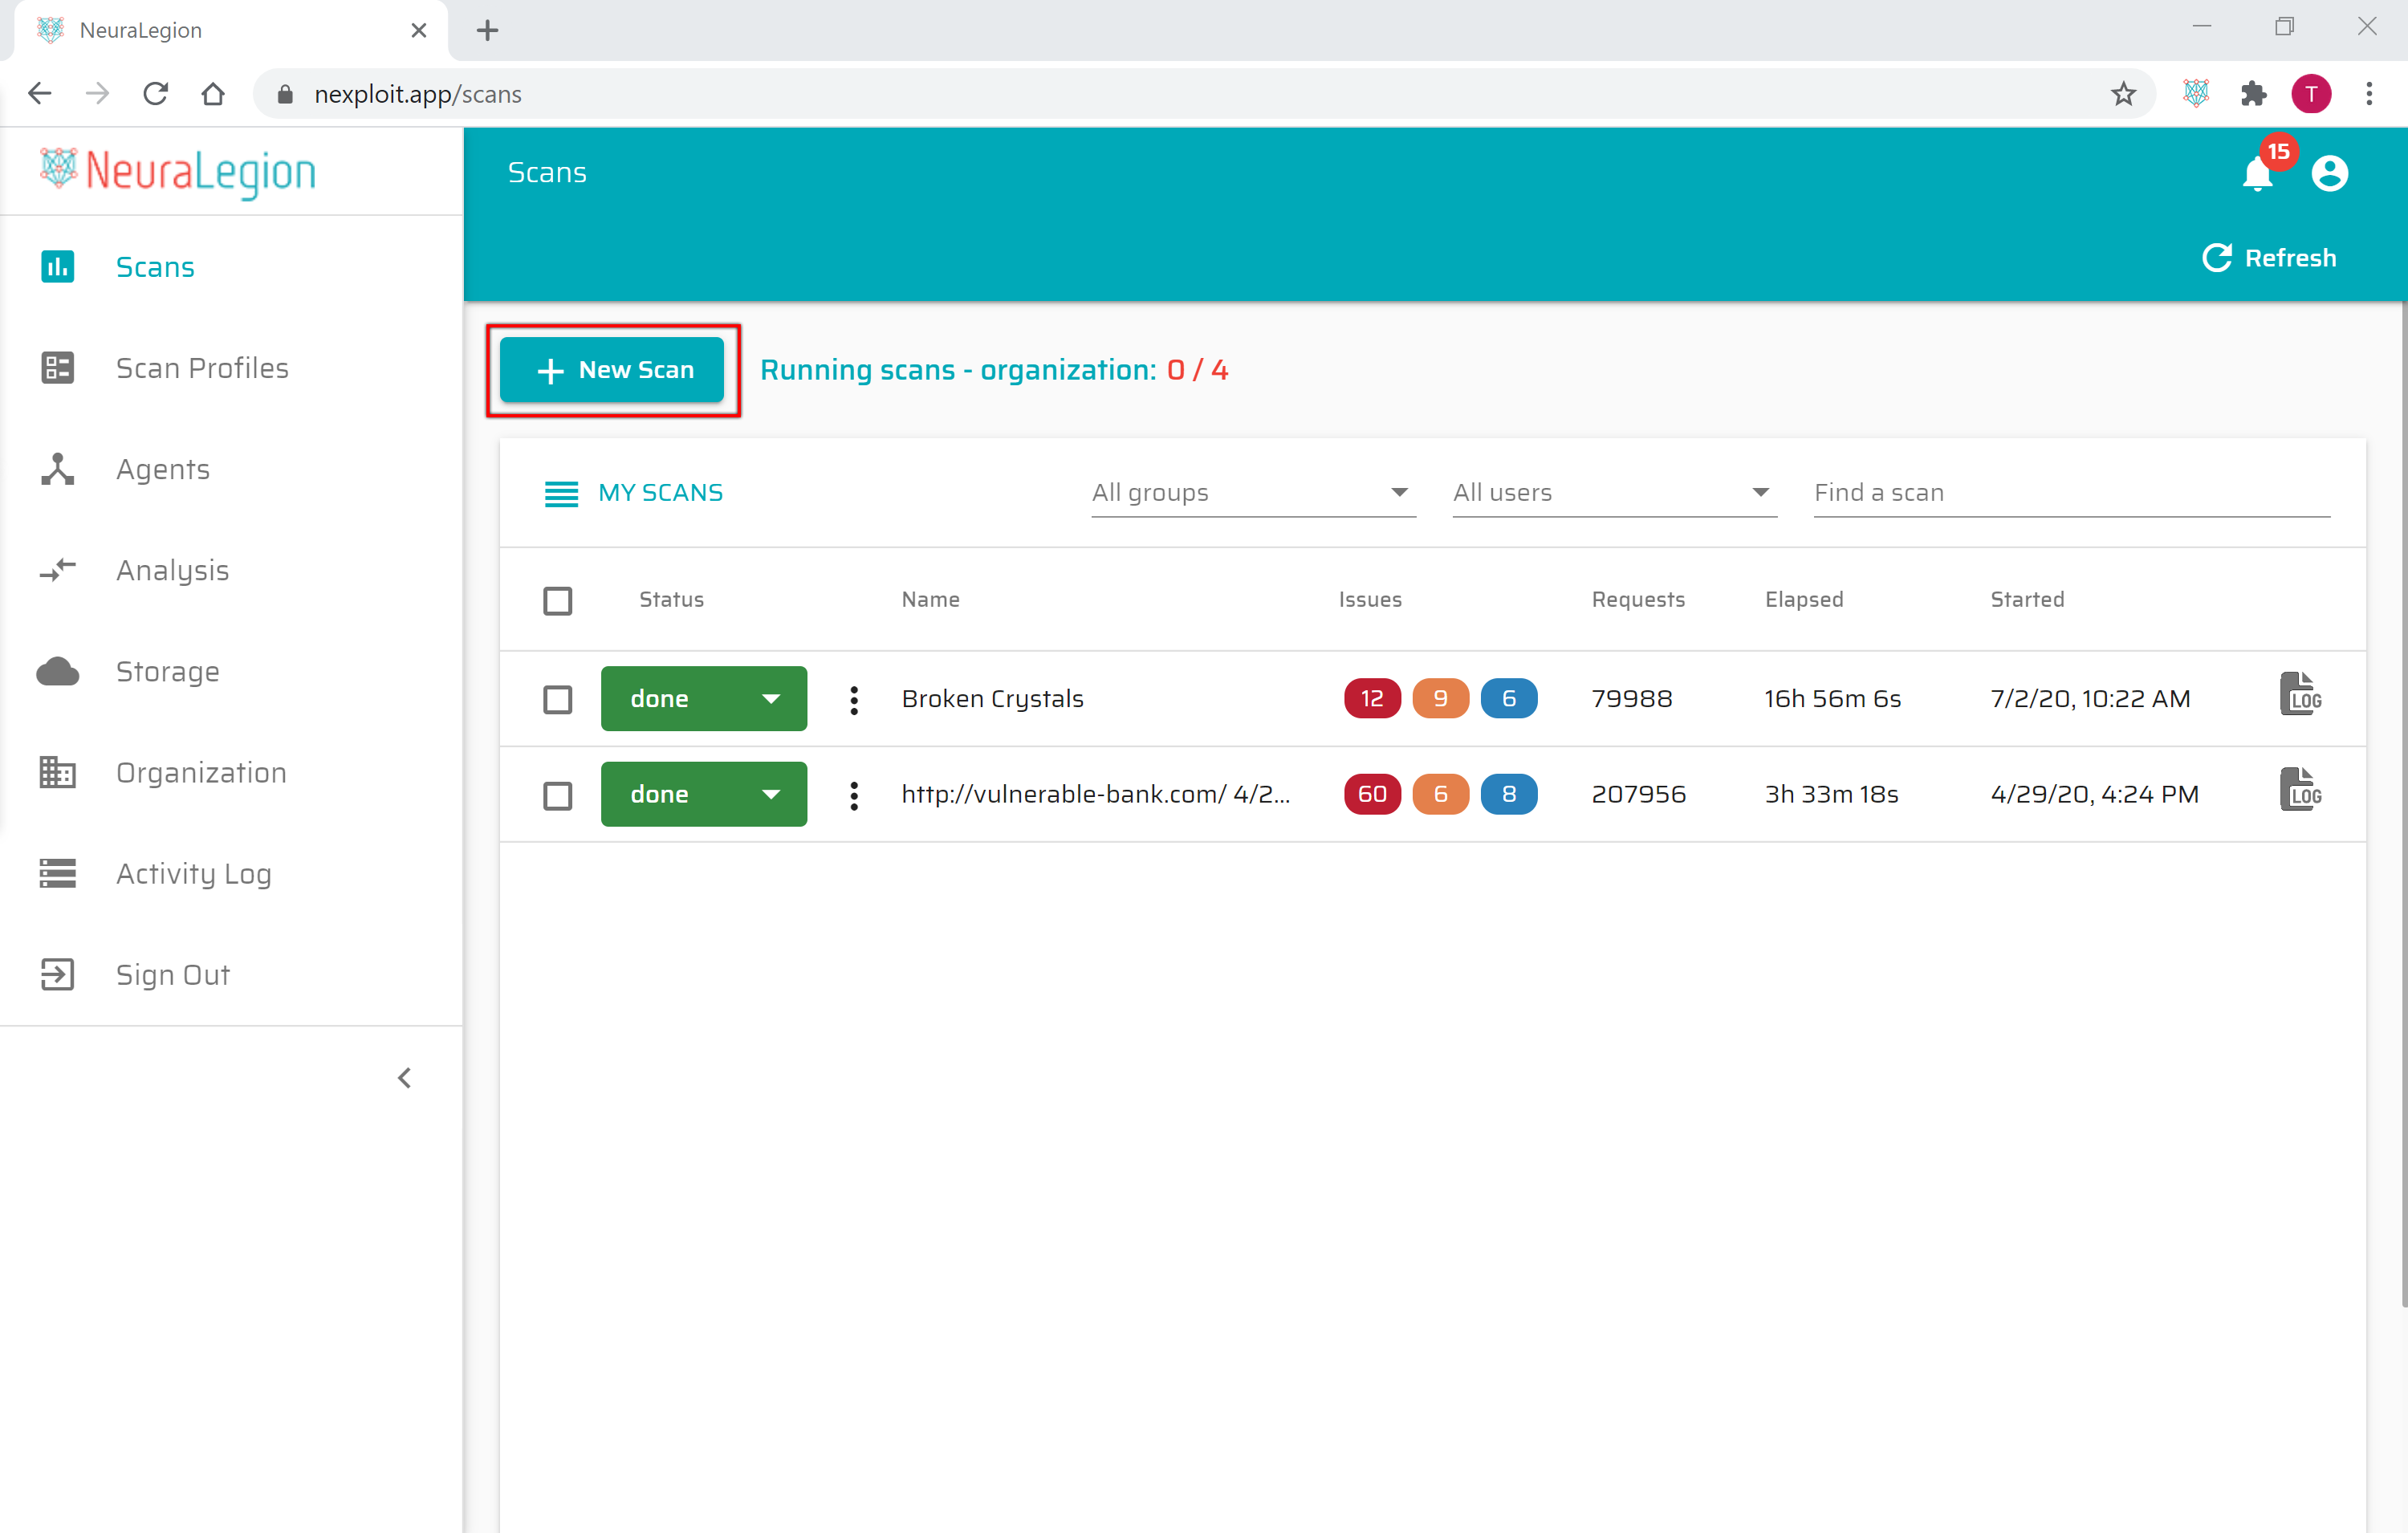 NeuraLegion
nexploit.app/scans
T
NeuraLegion
Scans
15
Refresh
Scans
Scan Profiles
Agents
Analysis
Storage
Organization
Activity Log
Sign Out
New Scan
Running scans - organization: 0 / 4
MY SCANS All groups All users Find a scan
Status Name Issues Requests Elapsed Started
done Broken Crystals 12 9 6 79988 16h 56m 6s 7/2/20, 10:22 AM LOG
done http://vulnerable-bank.com/ 4/2... 60 6 8 207956 3h 33m 18s 4/29/20, 4:24 PM LOG